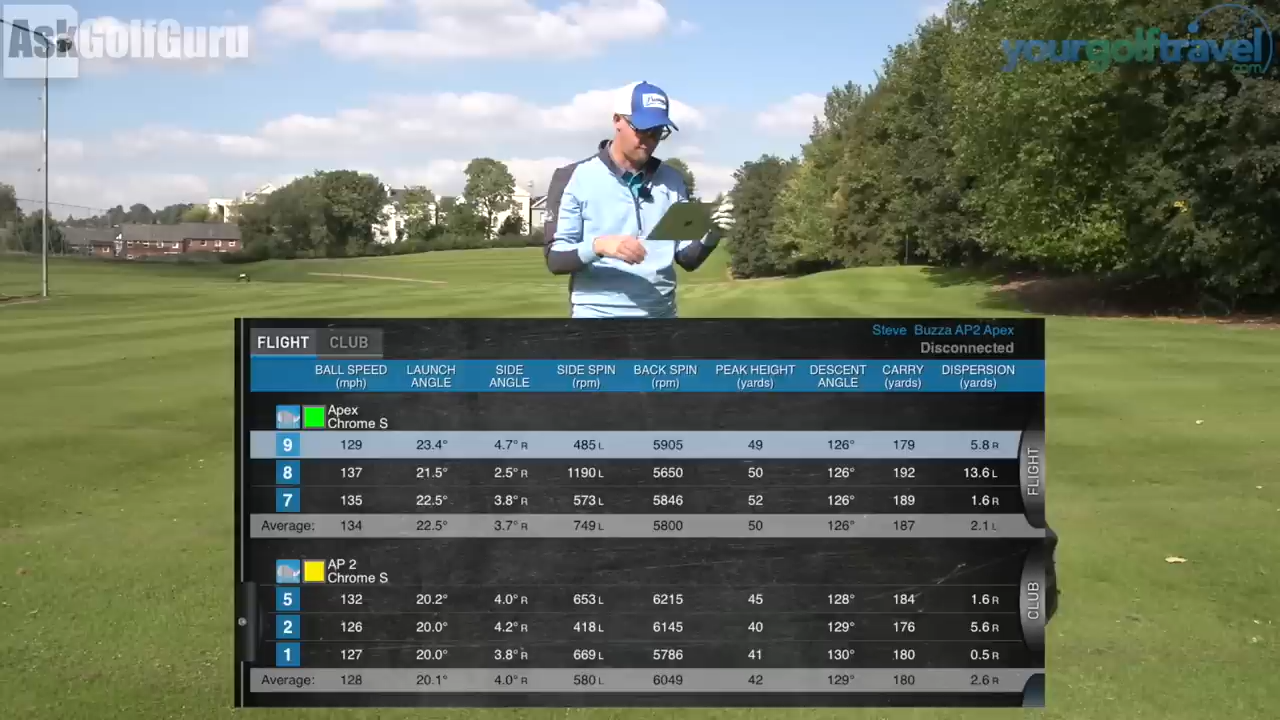 AskGolfGuru
yourgolftravel
.com
FLIGHT CLUB
Steve Buzza AP2 Apex
Disconnected
BALL SPEED (mph) LAUNCH ANGLE SIDE ANGLE SIDE SPIN (rpm) BACK SPIN (rpm) PEAK HEIGHT (yards) DESCENT ANGLE CARRY (yards) DISPERSION (yards)
Apex
Chrome S
9 129 23.4° 4.7° R 485 L 5905 49 126° 179 5.8 R
8 137 21.5° 2.5° R 1190 L 5650 50 126° 192 13.6 L
7 135 22.5° 3.8° R 573 L 5846 52 126° 189 1.6 R
Average: 134 22.5° 3.7° R 749 L 5800 50 126° 187 2.1 L
FLIGHT
AP 2
Chrome S
5 132 20.2° 4.0° R 653 L 6215 45 128° 184 1.6 R
2 126 20.0° 4.2° R 418 L 6145 40 129° 176 5.6 R
1 127 20.0° 3.8° R 669 L 5786 41 130° 180 0.5 R
Average: 128 20.1° 4.0° R 580 L 6049 42 129° 180 2.6 R
CLUB